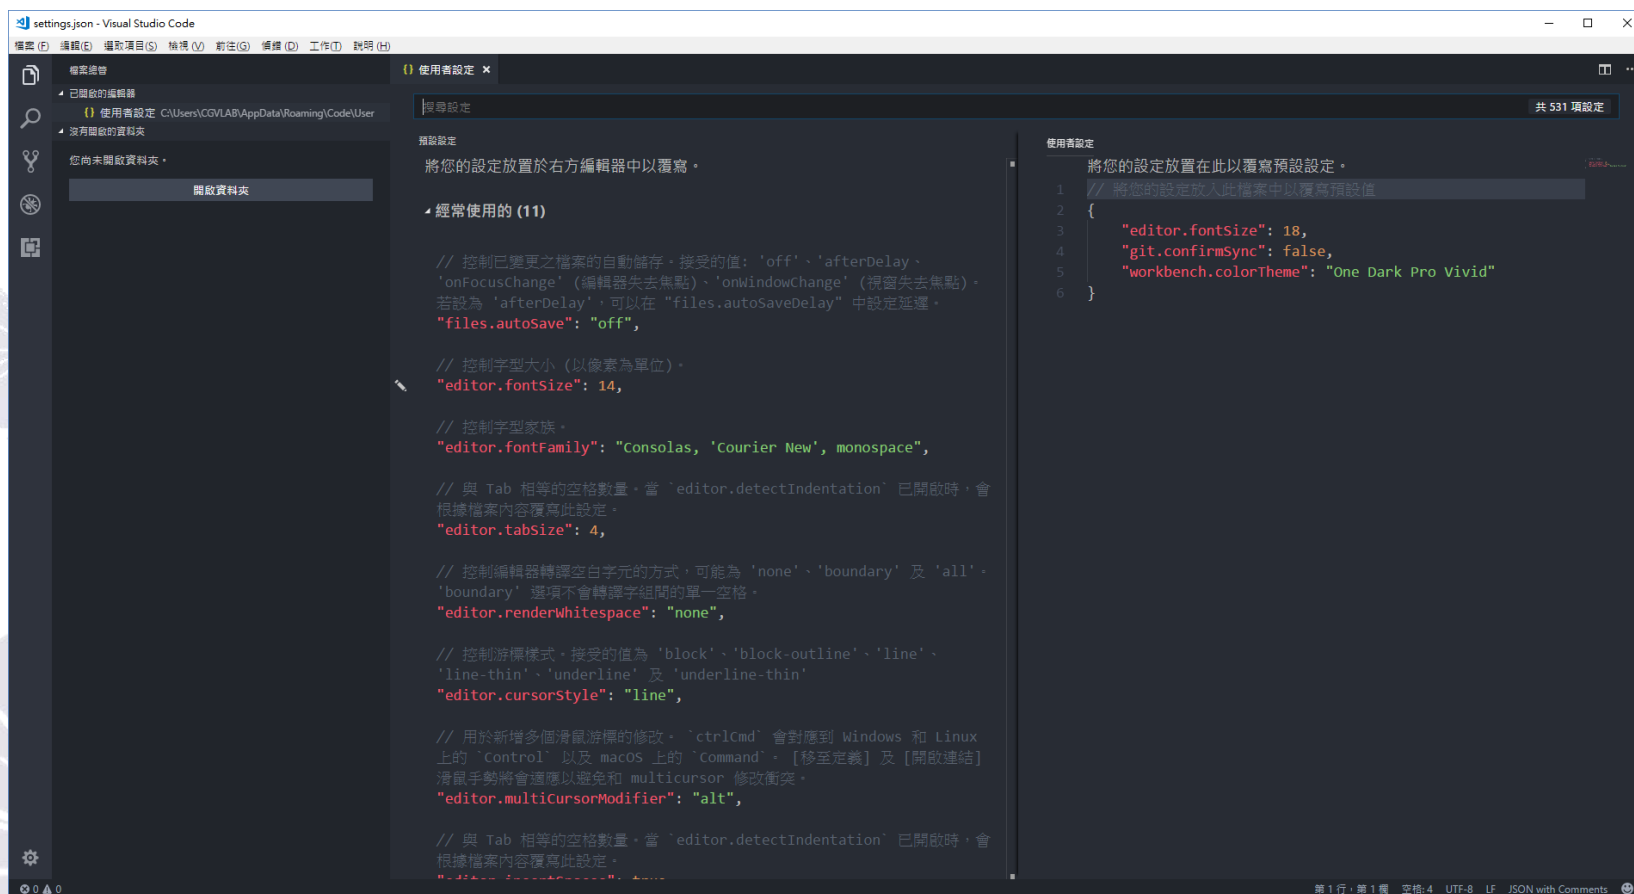 settings.json - Visual Studio Code
檔案 (F) 編輯(E) 選取項目(S) 檢視 (V) 前往(G) 偵錯 (D) 工作(T) 說明 (H)
檔案總管
已開啟的編輯器
{} 使用者設定 C:\Users\CGVLAB\AppData\Roaming\Code\User
沒有開啟的資料夾
您尚未開啟資料夾。
開啟資料夾
{} 使用者設定
搜尋設定
共 531 項設定
預設設定
將您的設定放置於右方編輯器中以覆寫。
經常使用的 (11)
// 控制已變更之檔案的自動儲存。接受的值: 'off'、'afterDelay、
'onFocusChange' (編輯器失去焦點)、'onWindowChange' (視窗失去焦點)。
若設為 'afterDelay'，可以在 "files.autoSaveDelay" 中設定延遲。
"files.autoSave": "off",
// 控制字型大小 (以像素為單位)。
"editor.fontSize": 14,
// 控制字型家族。
"editor.fontFamily": "Consolas, 'Courier New', monospace",
// 與 Tab 相等的空格數量。當 `editor.detectIndentation` 已開啟時，會
根據檔案內容覆寫此設定。
"editor.tabSize": 4,
// 控制編輯器轉譯空白字元的方式，可能為 'none'、'boundary' 及 'all'。
'boundary' 選項不會轉譯字組間的單一空格。
"editor.renderWhitespace": "none",
// 控制游標樣式。接受的值為 'block'、'block-outline'、'line'、
'line-thin'、'underline' 及 'underline-thin'
"editor.cursorStyle": "line",
// 用於新增多個滑鼠游標的修改。 `ctrlCmd` 會對應到 Windows 和 Linux
上的 `Control` 以及 macOS 上的 `Command`。 [移至定義] 及 [開啟連結]
滑鼠手勢將會適應以避免和 multicursor 修改衝突。
"editor.multiCursorModifier": "alt",
// 與 Tab 相等的空格數量。當 `editor.detectIndentation` 已開啟時，會
根據檔案內容覆寫此設定。
"editor.insertSpaces": true
使用者設定
將您的設定放置在此以覆寫預設設定。
1 // 將您的設定放入此檔案中以覆寫預設值
2 {
3 "editor.fontSize": 18,
4 "git.confirmSync": false,
5 "workbench.colorTheme": "One Dark Pro Vivid"
6 }
0 0
第 1 行，第 1 欄 空格: 4 UTF-8 LF JSON with Comments